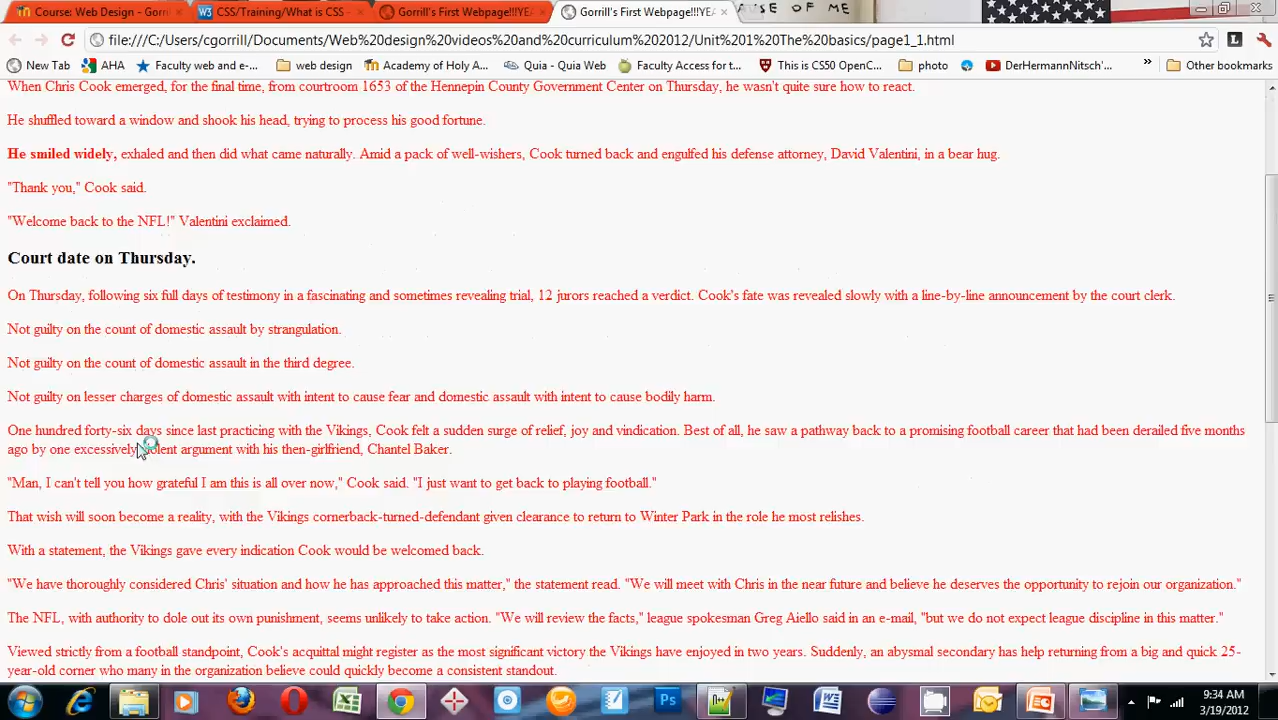 Course: Web Design - Gorri
CSS/Training/What is CSS -
Gorrill's First Webpage!!!YEA
Gorrill's First Webpage!!!YEA
AUSE OF ME
file:///C:/Users/cgorrill/Documents/Web%20design%20videos%20and%20curriculum%202012/Unit%201%20The%20basics/page1_1.html
New Tab
AHA
Faculty web and e-...
web design
Academy of Holy A...
Quia - Quia Web
Faculty Access for t...
This is CS50 OpenC...
photo
DerHermannNitsch'...
»
Other bookmarks
When Chris Cook emerged, for the final time, from courtroom 1653 of the Hennepin County Government Center on Thursday, he wasn't quite sure how to react.
He shuffled toward a window and shook his head, trying to process his good fortune.
He smiled widely, exhaled and then did what came naturally. Amid a pack of well-wishers, Cook turned back and engulfed his defense attorney, David Valentini, in a bear hug.
"Thank you," Cook said.
"Welcome back to the NFL!" Valentini exclaimed.
Court date on Thursday.
On Thursday, following six full days of testimony in a fascinating and sometimes revealing trial, 12 jurors reached a verdict. Cook's fate was revealed slowly with a line-by-line announcement by the court clerk.
Not guilty on the count of domestic assault by strangulation.
Not guilty on the count of domestic assault in the third degree.
Not guilty on lesser charges of domestic assault with intent to cause fear and domestic assault with intent to cause bodily harm.
One hundred forty-six days since last practicing with the Vikings, Cook felt a sudden surge of relief, joy and vindication. Best of all, he saw a pathway back to a promising football career that had been derailed five months
ago by one excessively violent argument with his then-girlfriend, Chantel Baker.
"Man, I can't tell you how grateful I am this is all over now," Cook said. "I just want to get back to playing football."
That wish will soon become a reality, with the Vikings cornerback-turned-defendant given clearance to return to Winter Park in the role he most relishes.
With a statement, the Vikings gave every indication Cook would be welcomed back.
"We have thoroughly considered Chris' situation and how he has approached this matter," the statement read. "We will meet with Chris in the near future and believe he deserves the opportunity to rejoin our organization."
The NFL, with authority to dole out its own punishment, seems unlikely to take action. "We will review the facts," league spokesman Greg Aiello said in an e-mail, "but we do not expect league discipline in this matter."
Viewed strictly from a football standpoint, Cook's acquittal might register as the most significant victory the Vikings have enjoyed in two years. Suddenly, an abysmal secondary has help returning from a big and quick 25-
year-old corner who many in the organization believe could quickly become a consistent standout.
9:34 AM
3/19/2012